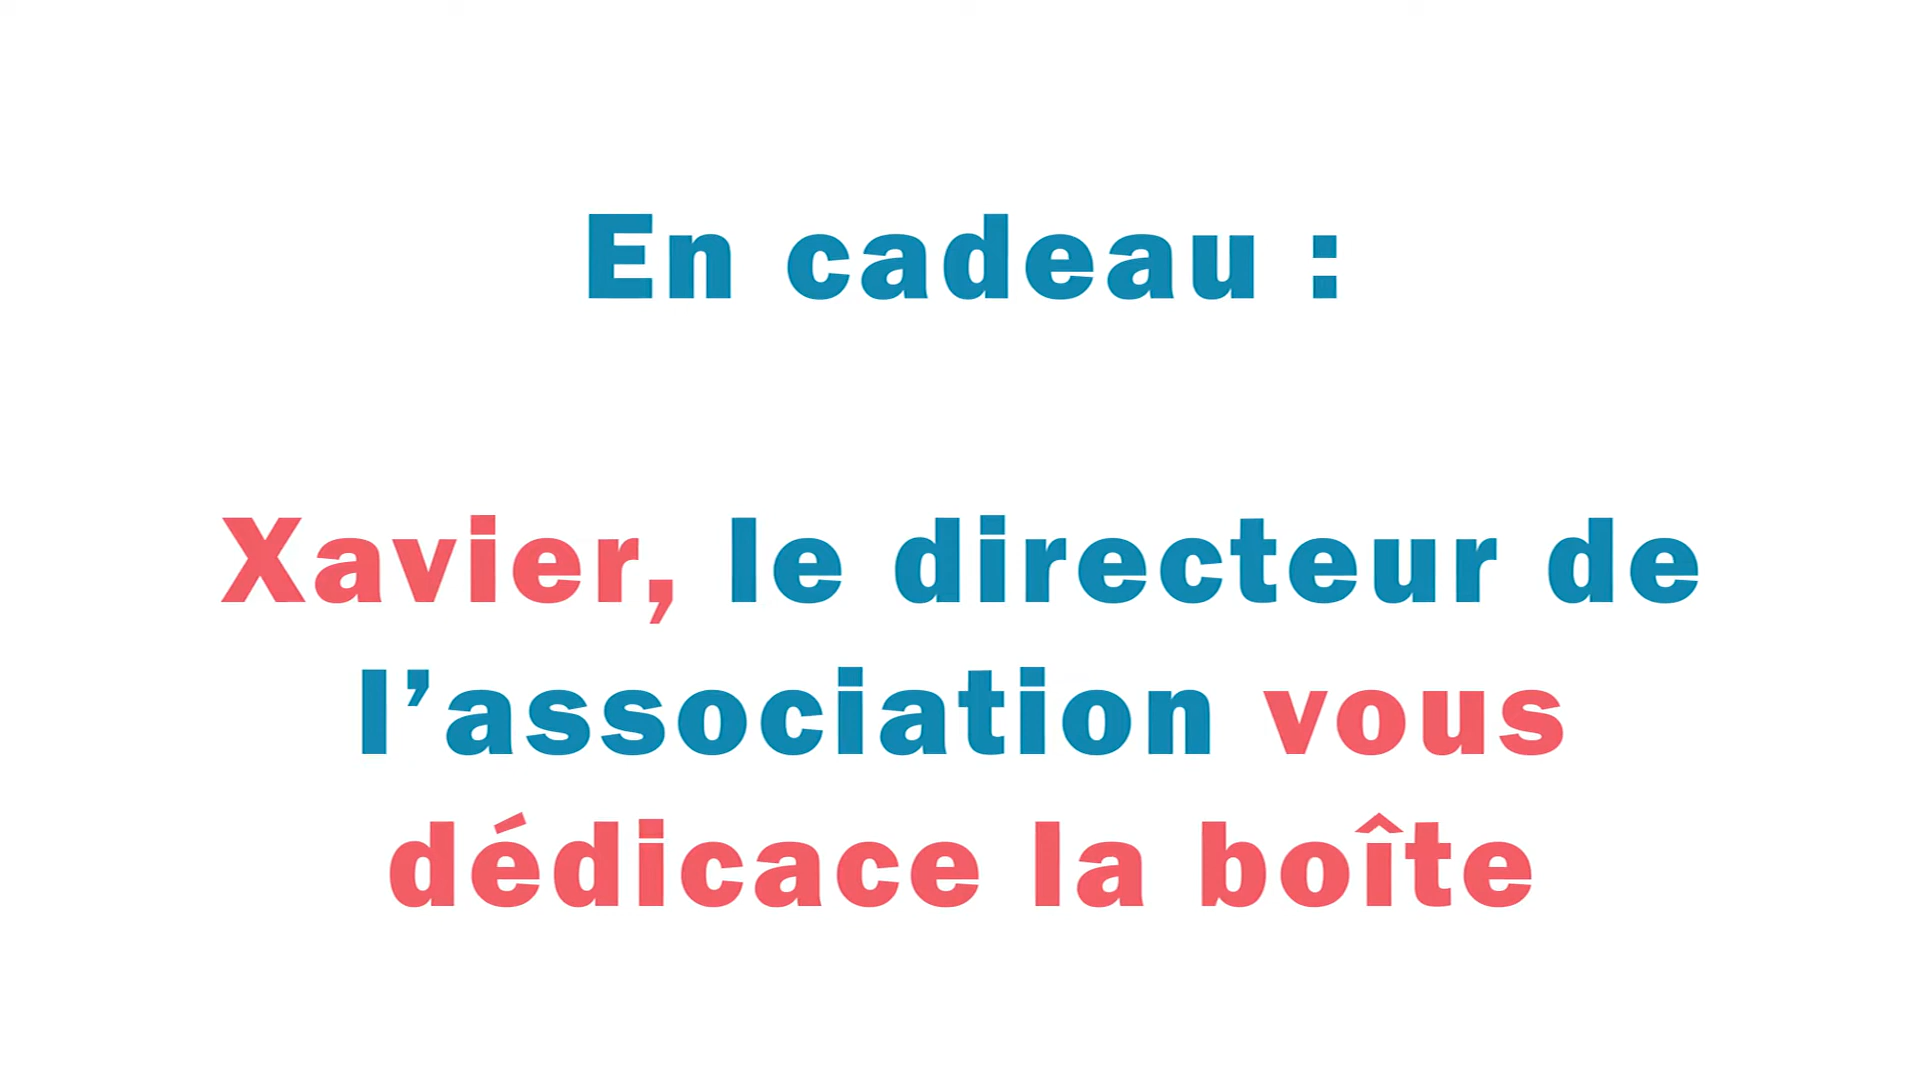 En cadeau :
Xavier, le directeur de
l’association vous
dédicace la boîte